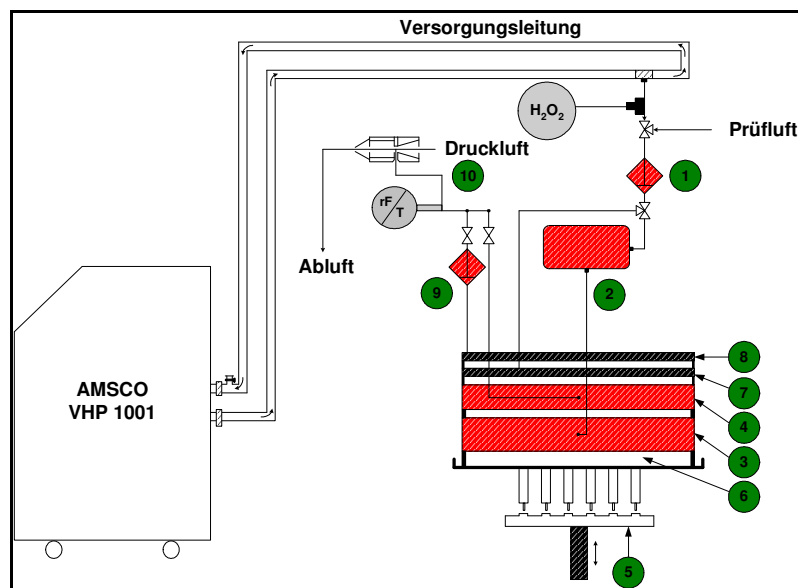 Versorgungsleitung
H2O2
Druckluft
Prüfluft
10
1
rF/T
Abluft
9
2
8
AMSCO
VHP 1001
7
4
3
6
5